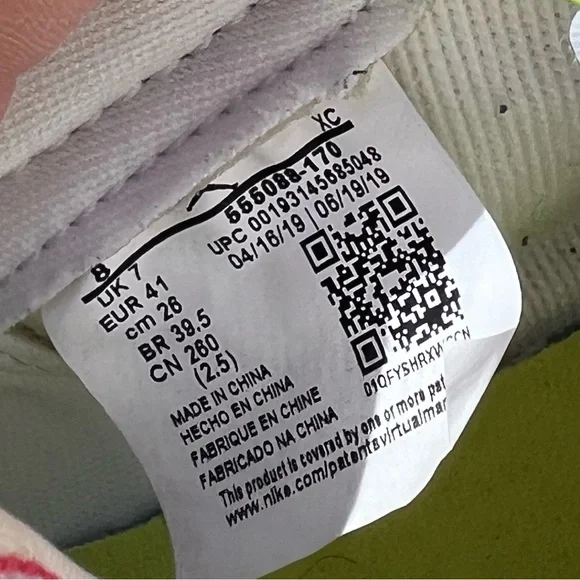 XC
555088-170
UPC 00193145685048
04/16/19 | 06/19/19
8
UK 7
EUR 41
cm 26
BR 39.5
CN 260
(2.5)
MADE IN CHINA
HECHO EN CHINA
FABRIQUE EN CHINE
FABRICADO NA CHINA
This product is covered by one or more pat
www.nike.com/patents